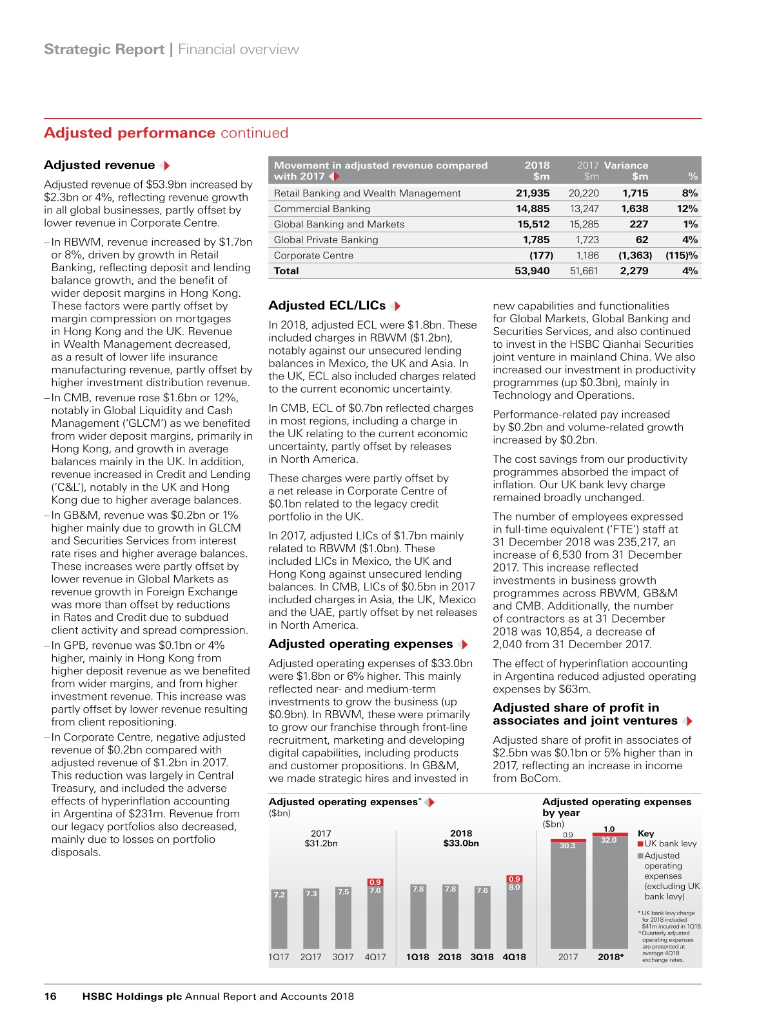 Strategic Report | Financial overview
Adjusted performance continued
Adjusted revenue
Adjusted revenue of $53.9bn increased by
$2.3bn or 4%, reflecting revenue growth
in all global businesses, partly offset by
lower revenue in Corporate Centre.
– In RBWM, revenue increased by $1.7bn
or 8%, driven by growth in Retail
Banking, reflecting deposit and lending
balance growth, and the benefit of
wider deposit margins in Hong Kong.
These factors were partly offset by
margin compression on mortgages
in Hong Kong and the UK. Revenue
in Wealth Management decreased,
as a result of lower life insurance
manufacturing revenue, partly offset by
higher investment distribution revenue.
– In CMB, revenue rose $1.6bn or 12%,
notably in Global Liquidity and Cash
Management ('GLCM') as we benefited
from wider deposit margins, primarily in
Hong Kong, and growth in average
balances mainly in the UK. In addition,
revenue increased in Credit and Lending
('C&L'), notably in the UK and Hong
Kong due to higher average balances.
– In GB&M, revenue was $0.2bn or 1%
higher mainly due to growth in GLCM
and Securities Services from interest
rate rises and higher average balances.
These increases were partly offset by
lower revenue in Global Markets as
revenue growth in Foreign Exchange
was more than offset by reductions
in Rates and Credit due to subdued
client activity and spread compression.
– In GPB, revenue was $0.1bn or 4%
higher, mainly in Hong Kong from
higher deposit revenue as we benefited
from wider margins, and from higher
investment revenue. This increase was
partly offset by lower revenue resulting
from client repositioning.
– In Corporate Centre, negative adjusted
revenue of $0.2bn compared with
adjusted revenue of $1.2bn in 2017.
This reduction was largely in Central
Treasury, and included the adverse
effects of hyperinflation accounting
in Argentina of $231m. Revenue from
our legacy portfolios also decreased,
mainly due to losses on portfolio
disposals.
Movement in adjusted revenue compared 2018 2017 Variance
with 2017 $m $m $m %
Retail Banking and Wealth Management 21,935 20,220 1,715 8%
Commercial Banking 14,885 13,247 1,638 12%
Global Banking and Markets 15,512 15,285 227 1%
Global Private Banking 1,785 1,723 62 4%
Corporate Centre (177) 1,186 (1,363) (115)%
Total 53,940 51,661 2,279 4%
Adjusted ECL/LICs
In 2018, adjusted ECL were $1.8bn. These
included charges in RBWM ($1.2bn),
notably against our unsecured lending
balances in Mexico, the UK and Asia. In
the UK, ECL also included charges related
to the current economic uncertainty.
In CMB, ECL of $0.7bn reflected charges
in most regions, including a charge in
the UK relating to the current economic
uncertainty, partly offset by releases
in North America.
These charges were partly offset by
a net release in Corporate Centre of
$0.1bn related to the legacy credit
portfolio in the UK.
In 2017, adjusted LICs of $1.7bn mainly
related to RBWM ($1.0bn). These
included LICs in Mexico, the UK and
Hong Kong against unsecured lending
balances. In CMB, LICs of $0.5bn in 2017
included charges in Asia, the UK, Mexico
and the UAE, partly offset by net releases
in North America.
Adjusted operating expenses
Adjusted operating expenses of $33.0bn
were $1.8bn or 6% higher. This mainly
reflected near- and medium-term
investments to grow the business (up
$0.9bn). In RBWM, these were primarily
to grow our franchise through front-line
recruitment, marketing and developing
digital capabilities, including products
and customer propositions. In GB&M,
we made strategic hires and invested in
new capabilities and functionalities
for Global Markets, Global Banking and
Securities Services, and also continued
to invest in the HSBC Qianhai Securities
joint venture in mainland China. We also
increased our investment in productivity
programmes (up $0.3bn), mainly in
Technology and Operations.
Performance-related pay increased
by $0.2bn and volume-related growth
increased by $0.2bn.
The cost savings from our productivity
programmes absorbed the impact of
inflation. Our UK bank levy charge
remained broadly unchanged.
The number of employees expressed
in full-time equivalent ('FTE') staff at
31 December 2018 was 235,217, an
increase of 6,530 from 31 December
2017. This increase reflected
investments in business growth
programmes across RBWM, GB&M
and CMB. Additionally, the number
of contractors as at 31 December
2018 was 10,854, a decrease of
2,040 from 31 December 2017.
The effect of hyperinflation accounting
in Argentina reduced adjusted operating
expenses by $63m.
Adjusted share of profit in
associates and joint ventures
Adjusted share of profit in associates of
$2.5bn was $0.1bn or 5% higher than in
2017, reflecting an increase in income
from BoCom.
Adjusted operating expenses^
($bn)
2017 2018
$31.2bn $33.0bn
0.9 0.9
7.2 7.3 7.5 7.6 7.8 7.8 7.6 8.0
1Q17 2Q17 3Q17 4Q17 1Q18 2Q18 3Q18 4Q18
Adjusted operating expenses
by year
($bn)
0.9 1.0
30.3 32.0
2017 2018*
Key
UK bank levy
Adjusted
operating
expenses
(excluding UK
bank levy)
* UK bank levy charge
for 2018 included
$41m incurred in 1Q18.
^ Quarterly adjusted
operating expenses
are presented at
average 4Q18
exchange rates.
16 HSBC Holdings plc Annual Report and Accounts 2018